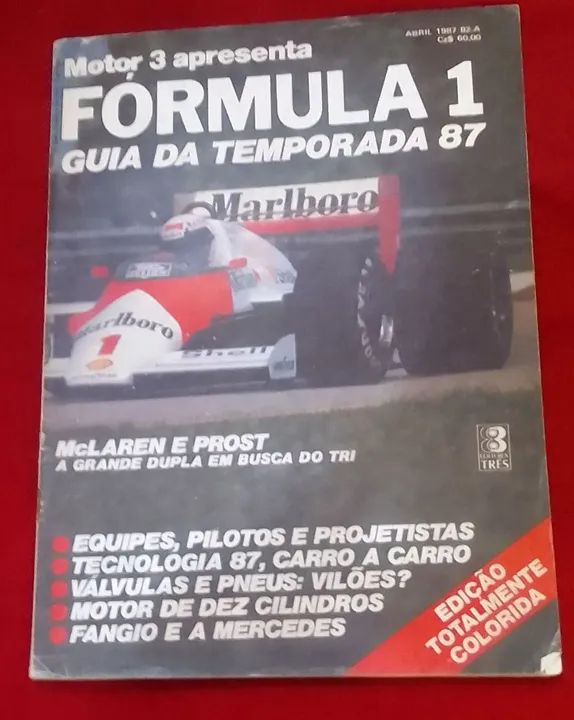 ABRIL 1987 82-A
Cz$ 60,00
Motor 3 apresenta
FÓRMULA 1
GUIA DA TEMPORADA 87
Marlboro
Marlboro
1
Shell
McLAREN E PROST
A GRANDE DUPLA EM BUSCA DO TRI
3
EDITORA
TRÊS
EQUIPES, PILOTOS E PROJETISTAS
TECNOLOGIA 87, CARRO A CARRO
VÁLVULAS E PNEUS: VILÕES?
MOTOR DE DEZ CILINDROS
FANGIO E A MERCEDES
EDIÇÃO
TOTALMENTE
COLORIDA